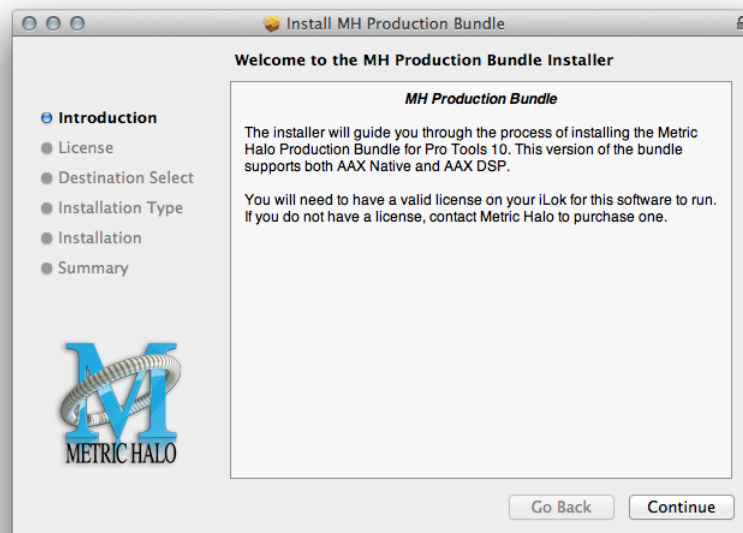 Install MH Production Bundle
Welcome to the MH Production Bundle Installer
Introduction
License
Destination Select
Installation Type
Installation
Summary
MH Production Bundle
The installer will guide you through the process of installing the Metric
Halo Production Bundle for Pro Tools 10. This version of the bundle
supports both AAX Native and AAX DSP.
You will need to have a valid license on your iLok for this software to run.
If you do not have a license, contact Metric Halo to purchase one.
M
METRIC HALO
Go Back
Continue